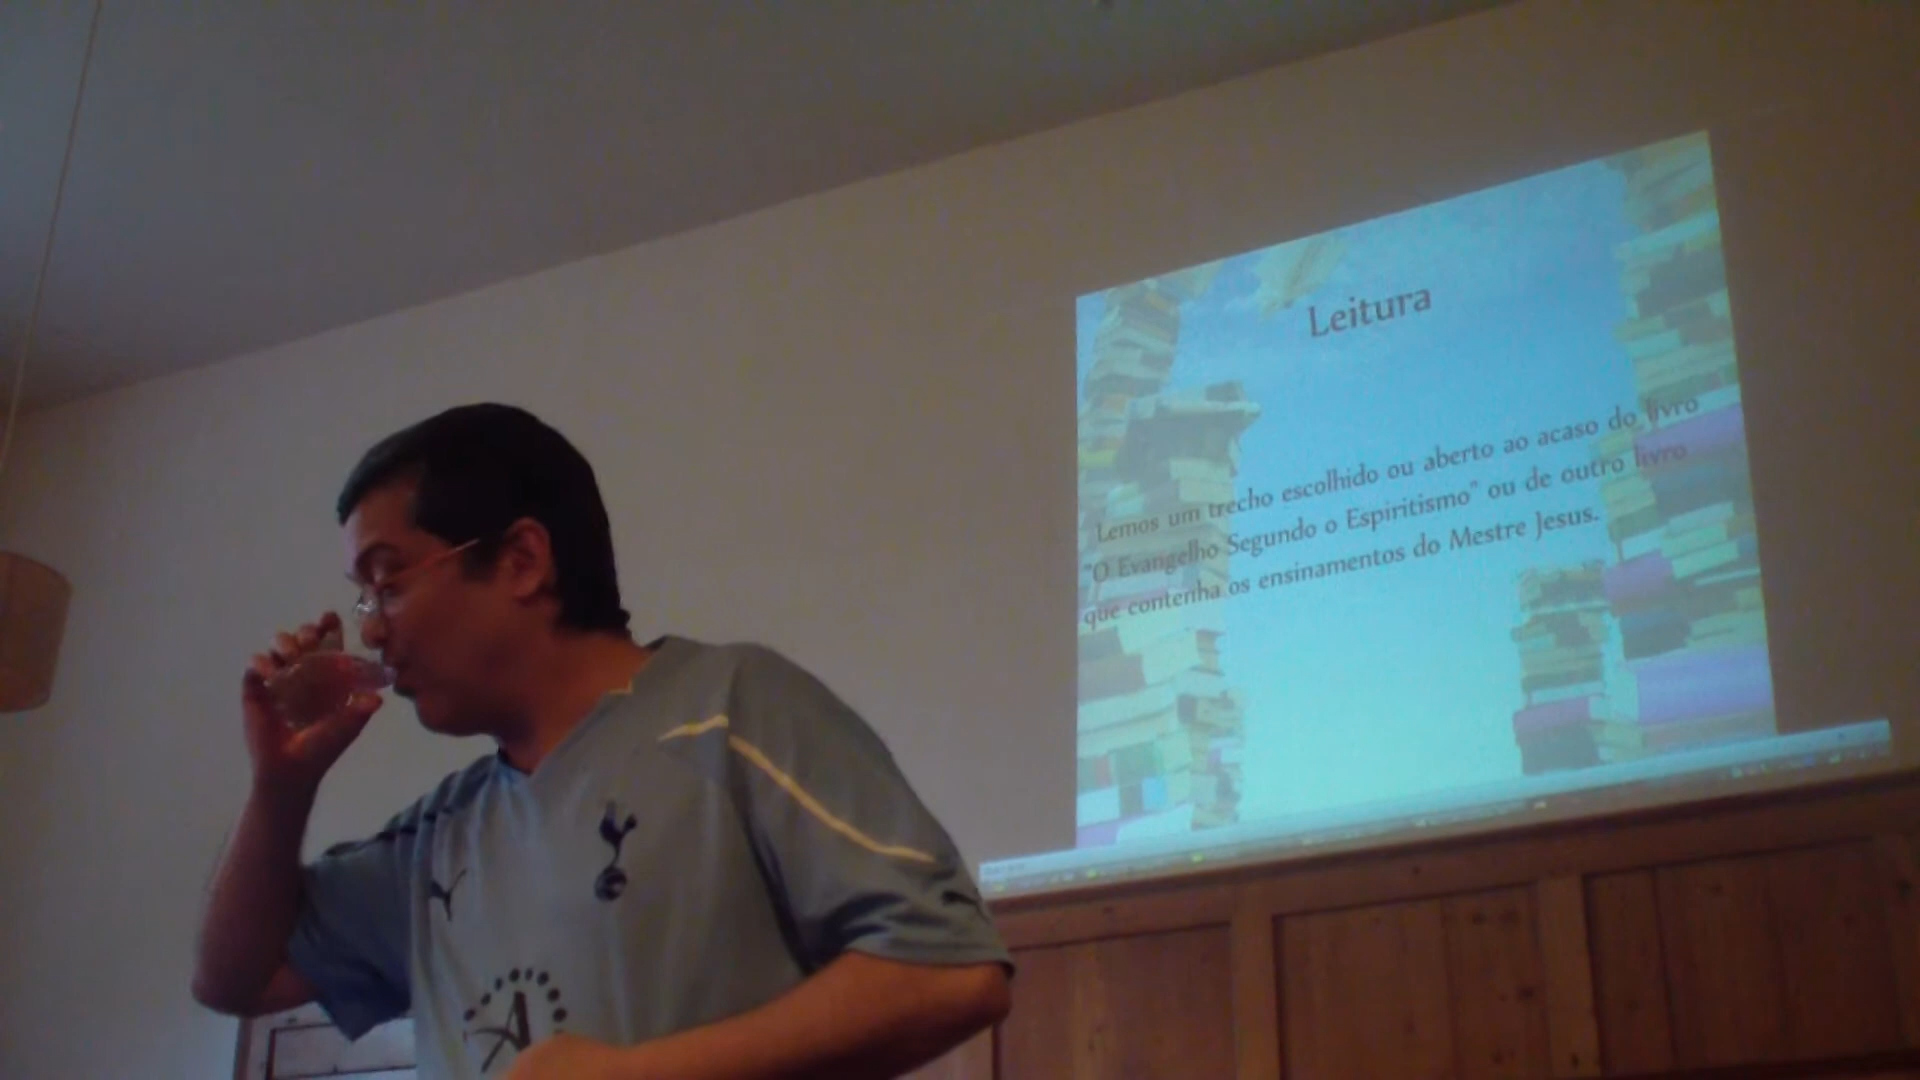 Leitura
Lemos um trecho escolhido ou aberto ao acaso do livro
"O Evangelho Segundo o Espiritismo" ou de outro livro
que contenha os ensinamentos do Mestre Jesus.